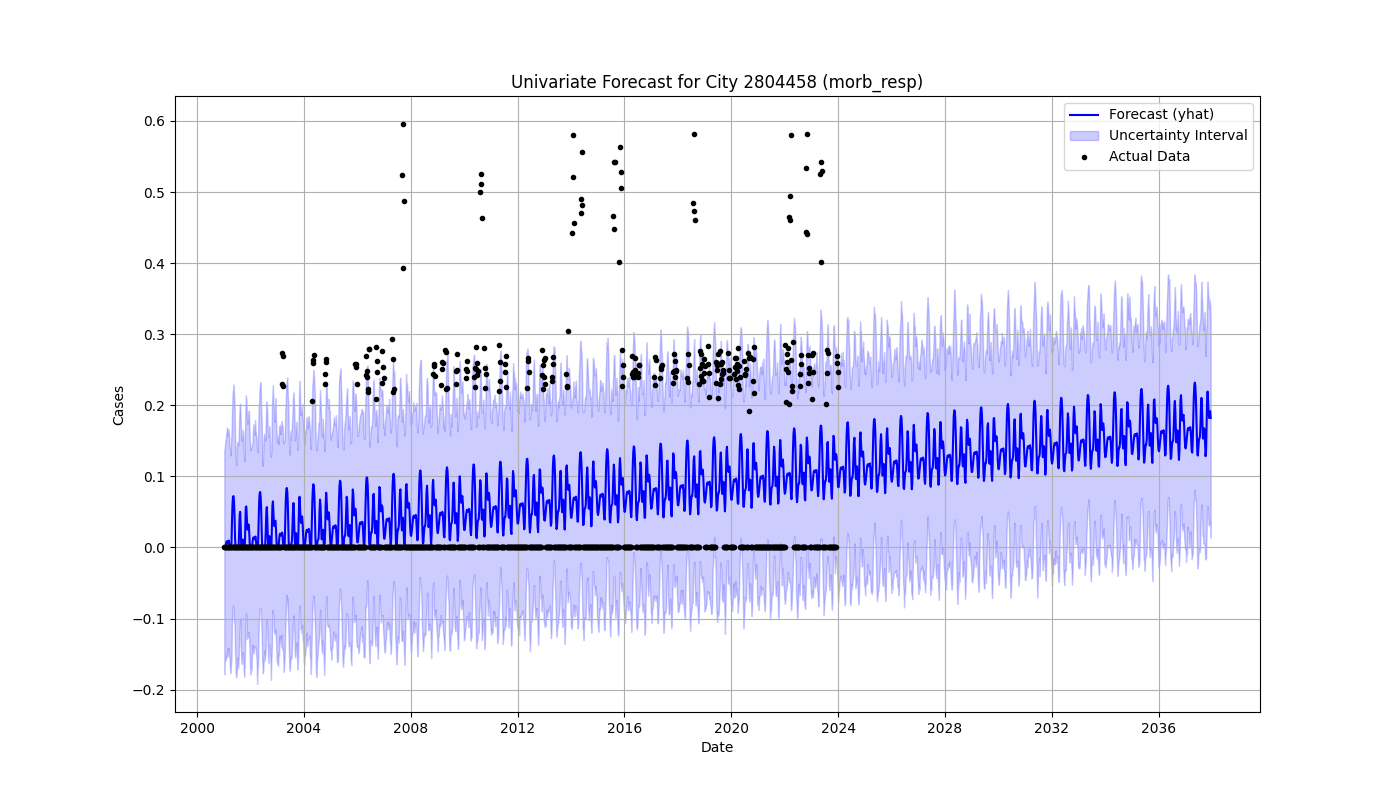 Univariate Forecast for City 2804458 (morb_resp)
Forecast (yhat)
Uncertainty Interval
Actual Data
Cases
0.6
0.5
0.4
0.3
0.2
0.1
0.0
−0.1
−0.2
2000 2004 2008 2012 2016 2020 2024 2028 2032 2036
Date